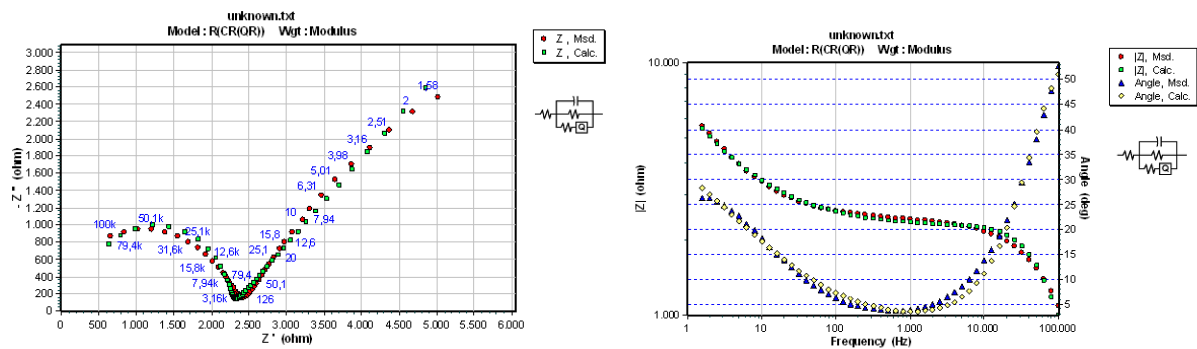 unknown.txt
Model : R(CR(QR)) Wgt : Modulus
3.000
2.800
2.600
2.400
2.200
2.000
1.800
1.600
1.400
1.200
1.000
800
600
400
200
0
- Z '' (ohm)
0
500
1.000
1.500
2.000
2.500
3.000
3.500
4.000
4.500
5.000
5.500
6.000
Z ' (ohm)
1,58
2
2,51
3,16
3,98
5,01
6,31
7,94
10
12,6
15,8
20
25,1
50,1
79,4
126
3,16k
7,94k
12,6k
15,8k
25,1k
31,6k
50,1k
79,4k
100k
Z , Msd.
Z , Calc.
Q
unknown.txt
Model : R(CR(QR)) Wgt : Modulus
10.000
1.000
|Z| (ohm)
1
10
100
1.000
10.000
100.000
Frequency (Hz)
50
45
40
35
30
25
20
15
10
5
Angle (deg)
|Z|, Msd.
|Z|, Calc.
Angle, Msd.
Angle, Calc.
Q